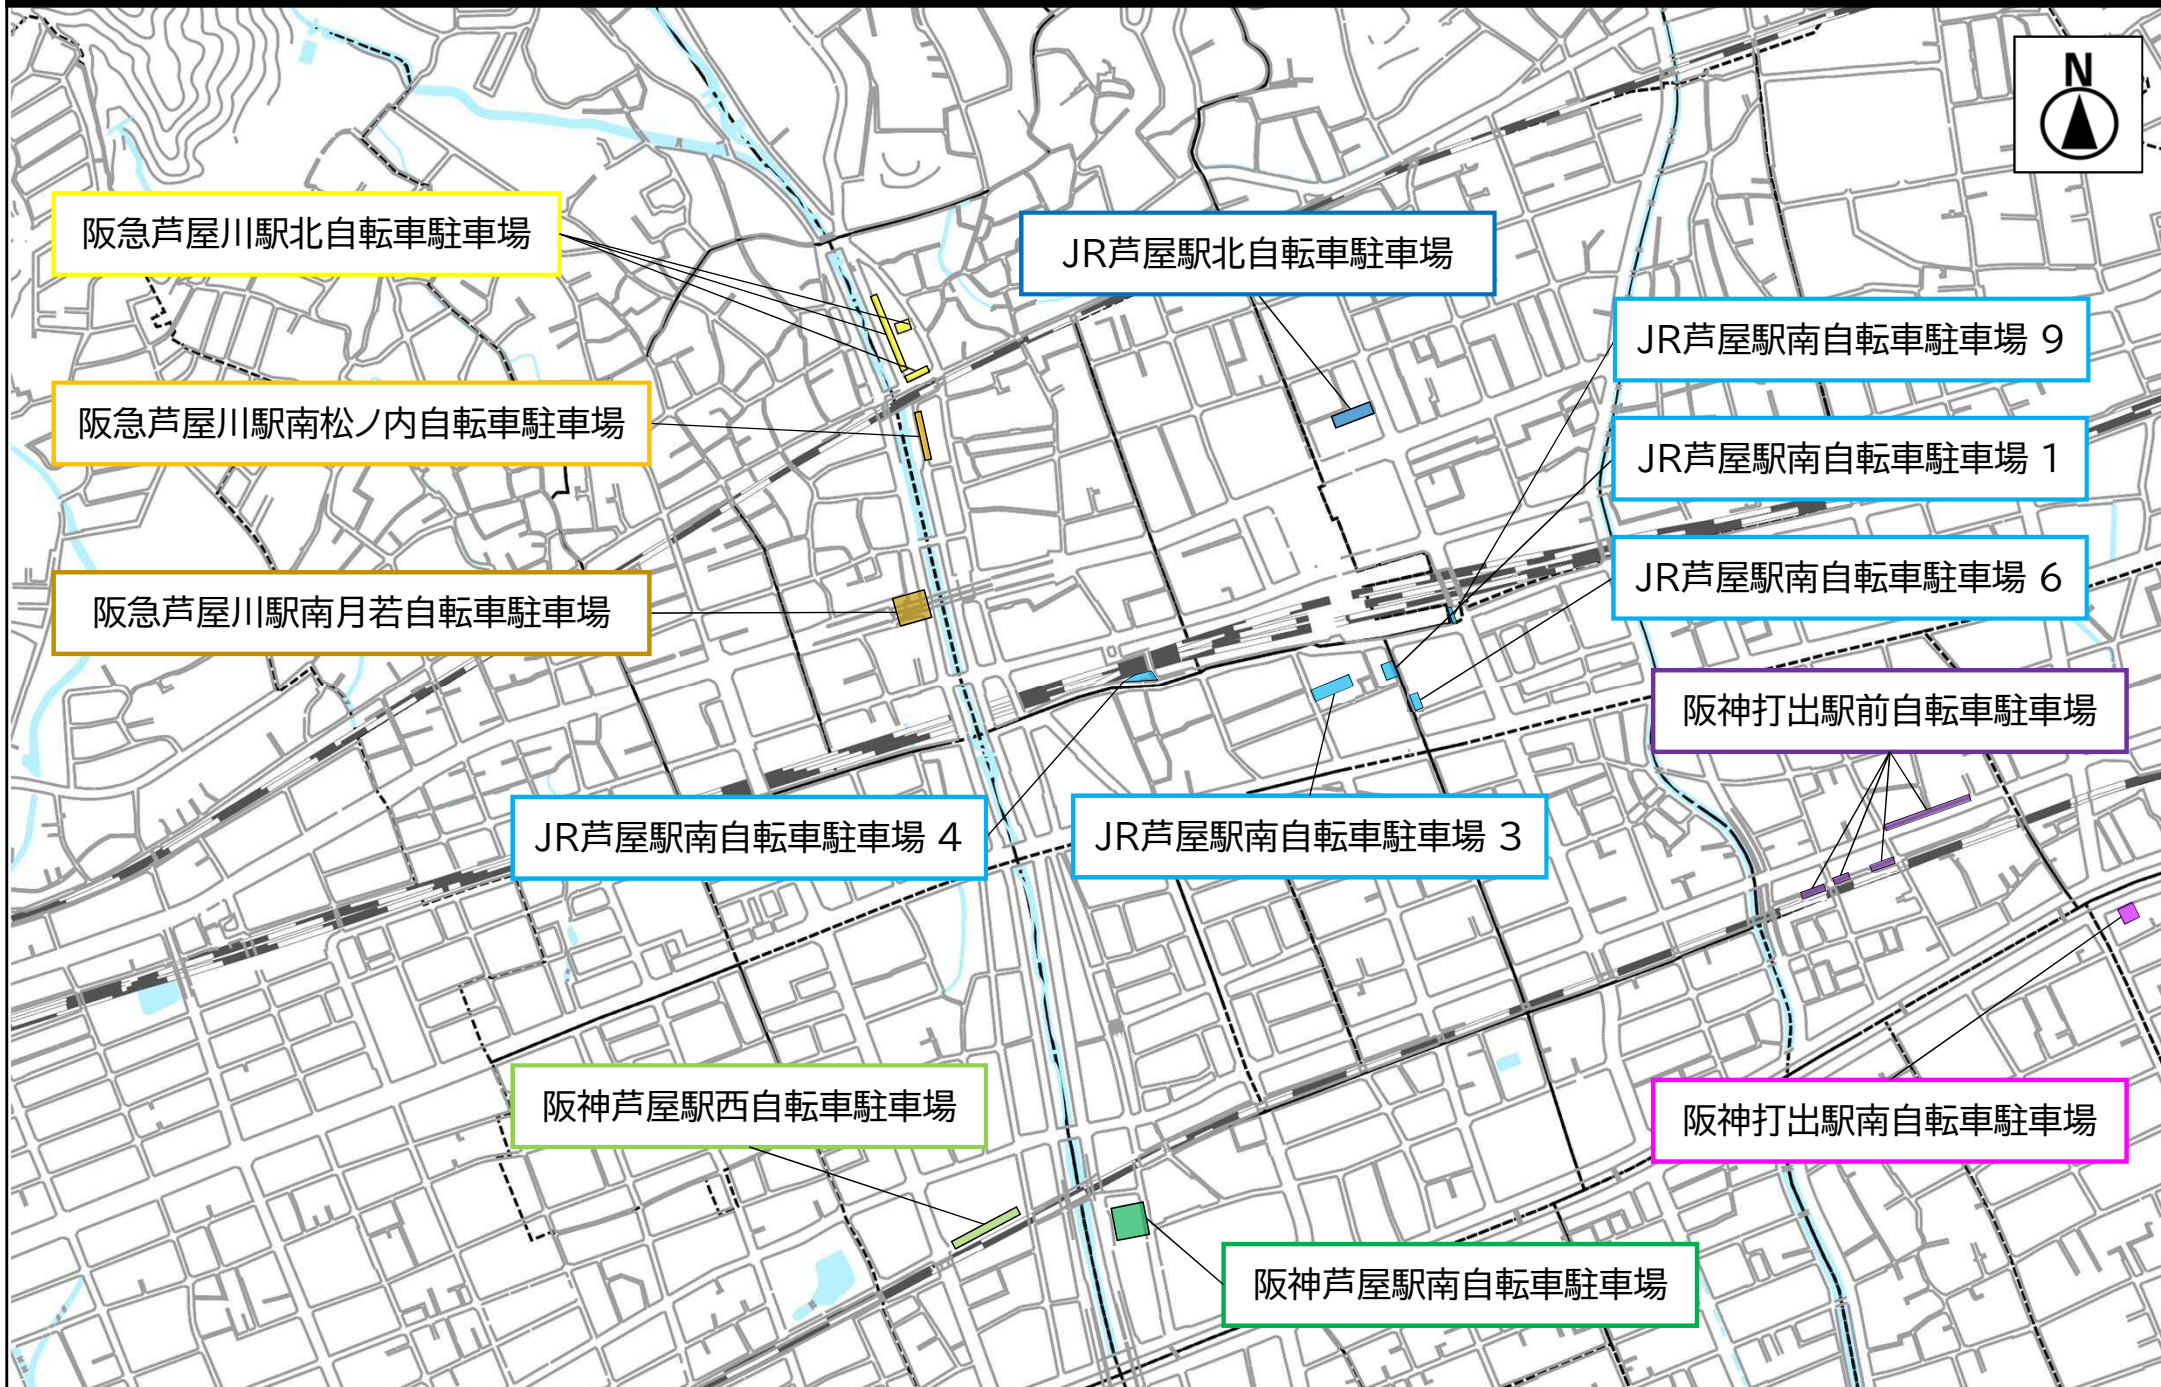 N
阪急芦屋川駅北自転車駐車場
JR芦屋駅北自転車駐車場
JR芦屋駅南自転車駐車場 9
阪急芦屋川駅南松ノ内自転車駐車場
JR芦屋駅南自転車駐車場 1
JR芦屋駅南自転車駐車場 6
阪急芦屋川駅南月若自転車駐車場
阪神打出駅前自転車駐車場
JR芦屋駅南自転車駐車場 4
JR芦屋駅南自転車駐車場 3
阪神芦屋駅西自転車駐車場
阪神打出駅南自転車駐車場
阪神芦屋駅南自転車駐車場